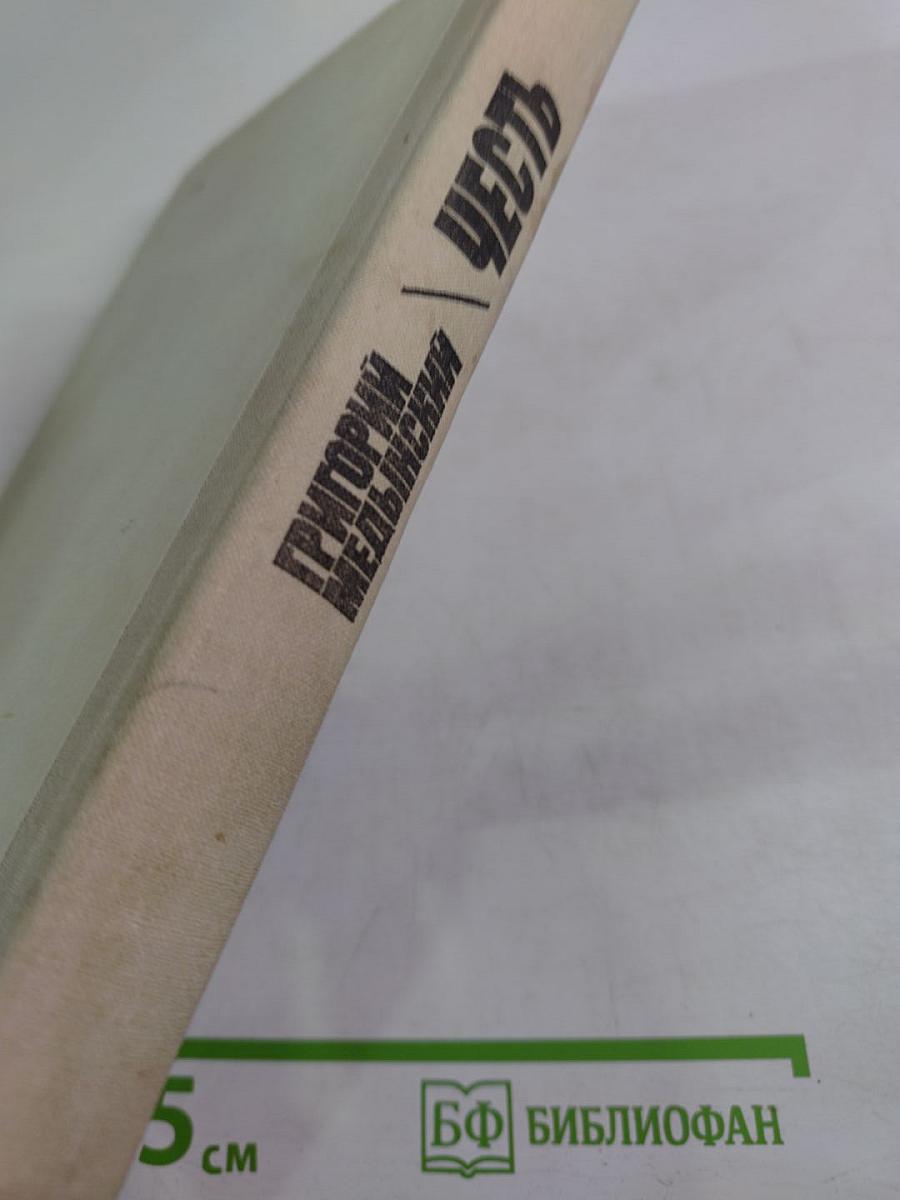 ГРИГОРИЙ
МЕДЫНСКИЙ
ЧЕСТЬ
5 см
БФ БИБЛИОФАН